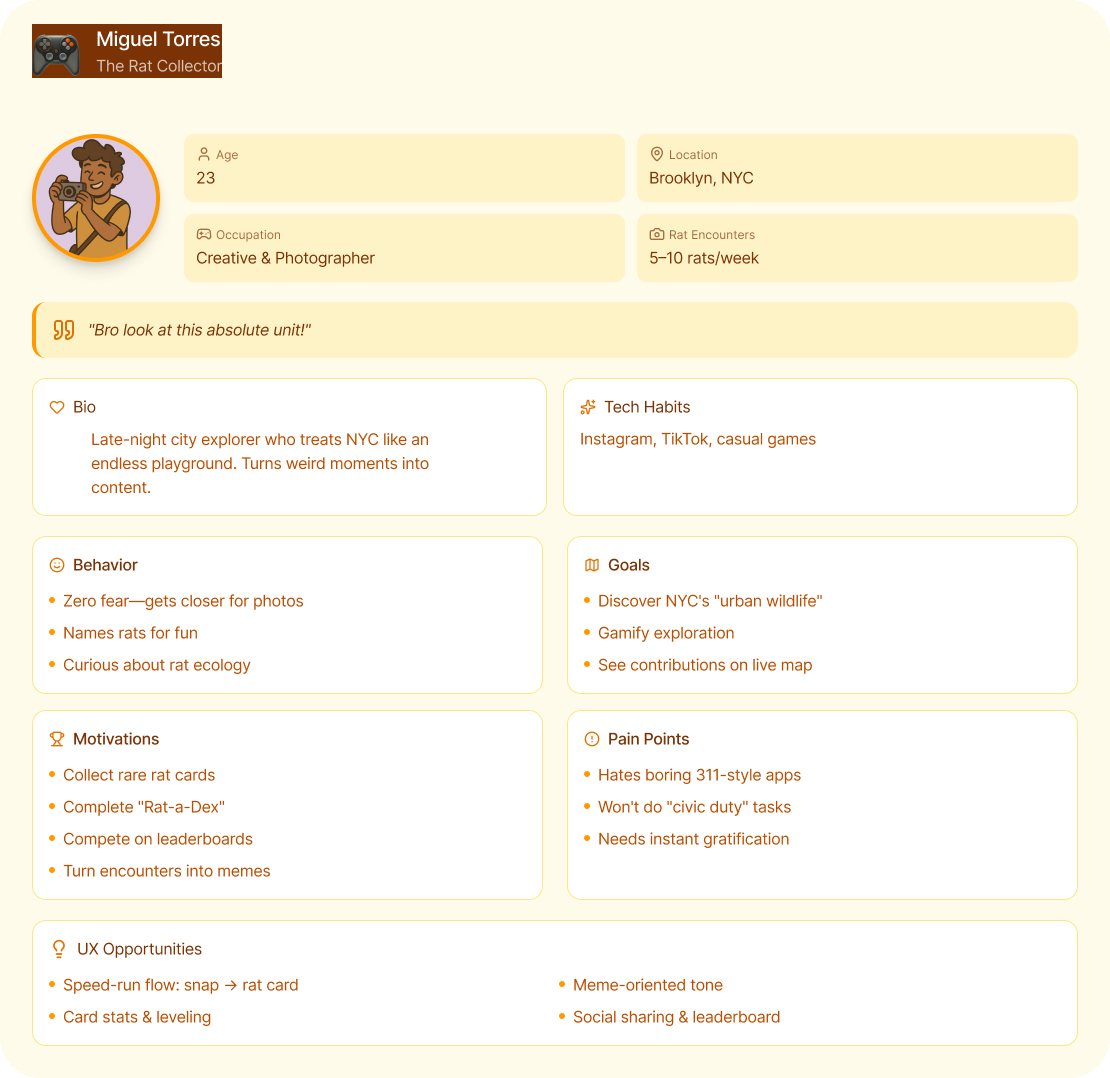 Miguel Torres
The Rat Collector
Age
23
Location
Brooklyn, NYC
Occupation
Creative & Photographer
Rat Encounters
5–10 rats/week
"Bro look at this absolute unit!"
Bio
Late-night city explorer who treats NYC like an
endless playground. Turns weird moments into
content.
Tech Habits
Instagram, TikTok, casual games
Behavior
• Zero fear—gets closer for photos
• Names rats for fun
• Curious about rat ecology
Goals
• Discover NYC's "urban wildlife"
• Gamify exploration
• See contributions on live map
Motivations
• Collect rare rat cards
• Complete "Rat-a-Dex"
• Compete on leaderboards
• Turn encounters into memes
Pain Points
• Hates boring 311-style apps
• Won't do "civic duty" tasks
• Needs instant gratification
UX Opportunities
• Speed-run flow: snap → rat card
• Card stats & leveling
• Meme-oriented tone
• Social sharing & leaderboard